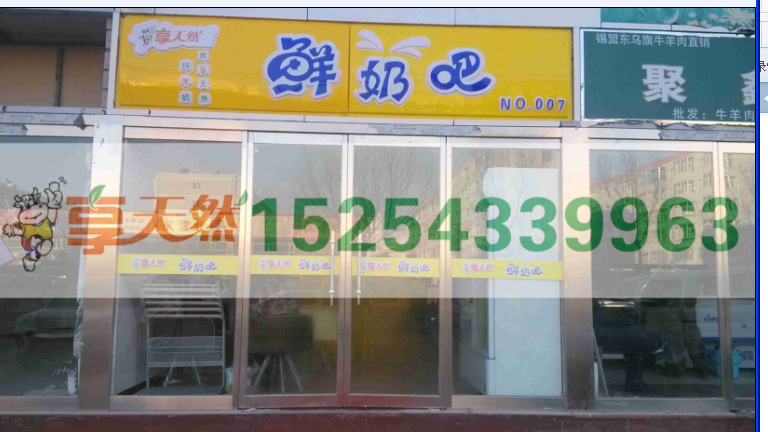 享天然
纯牛奶
尽享天然
鲜奶吧
NO.007
锡盟东乌旗牛羊肉直销
聚
批发：牛羊肉
享天然 15254339963
享天然 鲜奶吧
享天然 鲜奶吧
享天然 鲜奶吧
享天然 鲜奶吧